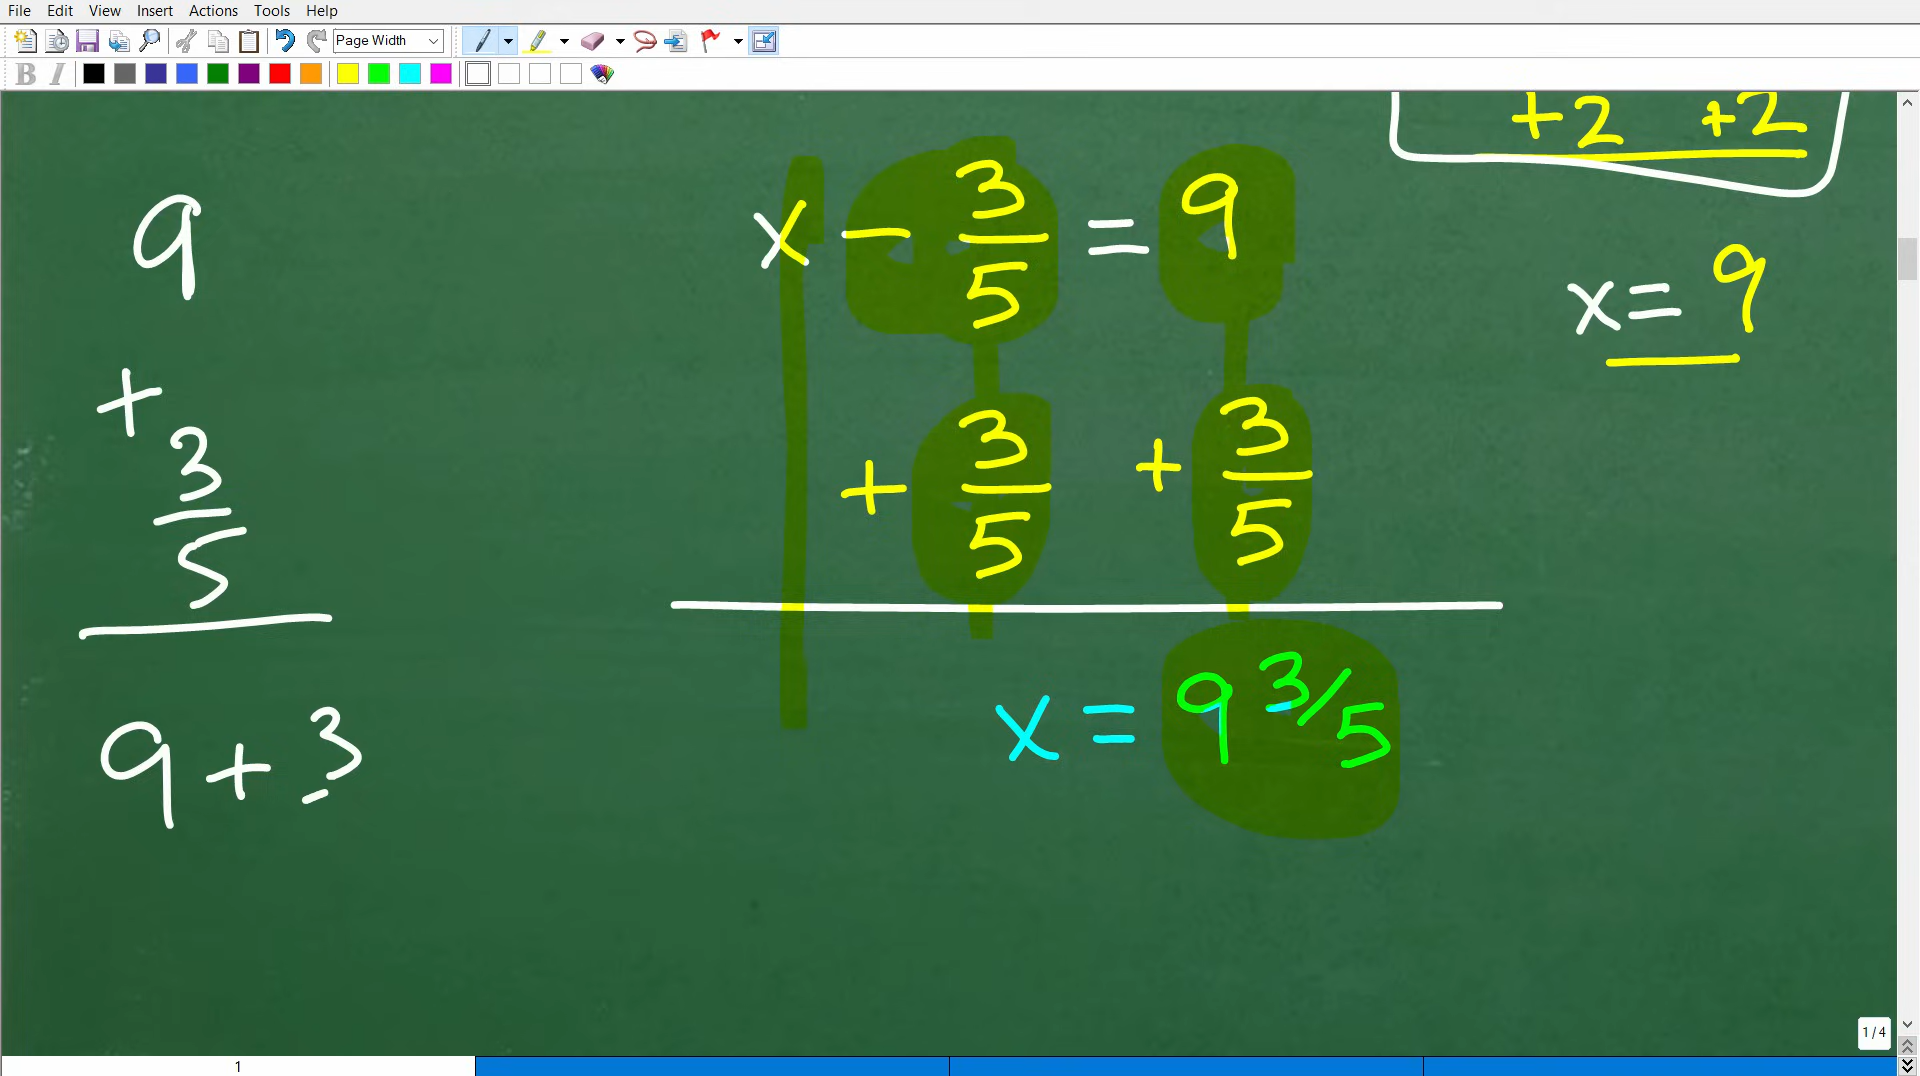 File Edit View Insert Actions Tools Help
Page Width
B I
+2 +2
x - 3/5 = 9
+ 3/5 + 3/5
x = 9 3/5
x = 9
9
+ 3/5
9 + 3
1/4
1